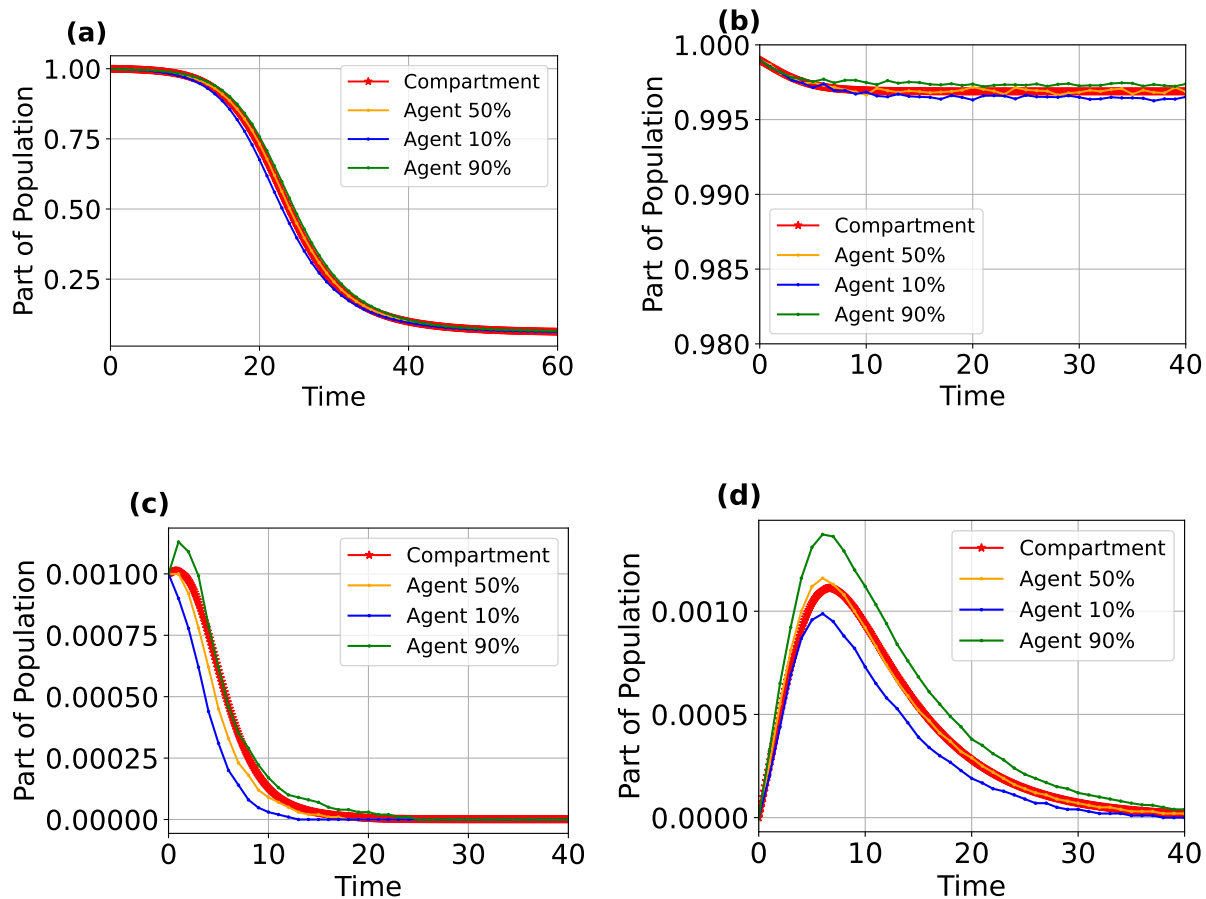 (a)
Part of Population
1.00
0.75
0.50
0.25
0
20
40
60
Time
Compartment
Agent 50%
Agent 10%
Agent 90%
(b)
Part of Population
1.000
0.995
0.990
0.985
0.980
0
10
20
30
40
Time
Compartment
Agent 50%
Agent 10%
Agent 90%
(c)
Part of Population
0.00100
0.00075
0.00050
0.00025
0.00000
0
10
20
30
40
Time
Compartment
Agent 50%
Agent 10%
Agent 90%
(d)
Part of Population
0.0010
0.0005
0.0000
0
10
20
30
40
Time
Compartment
Agent 50%
Agent 10%
Agent 90%